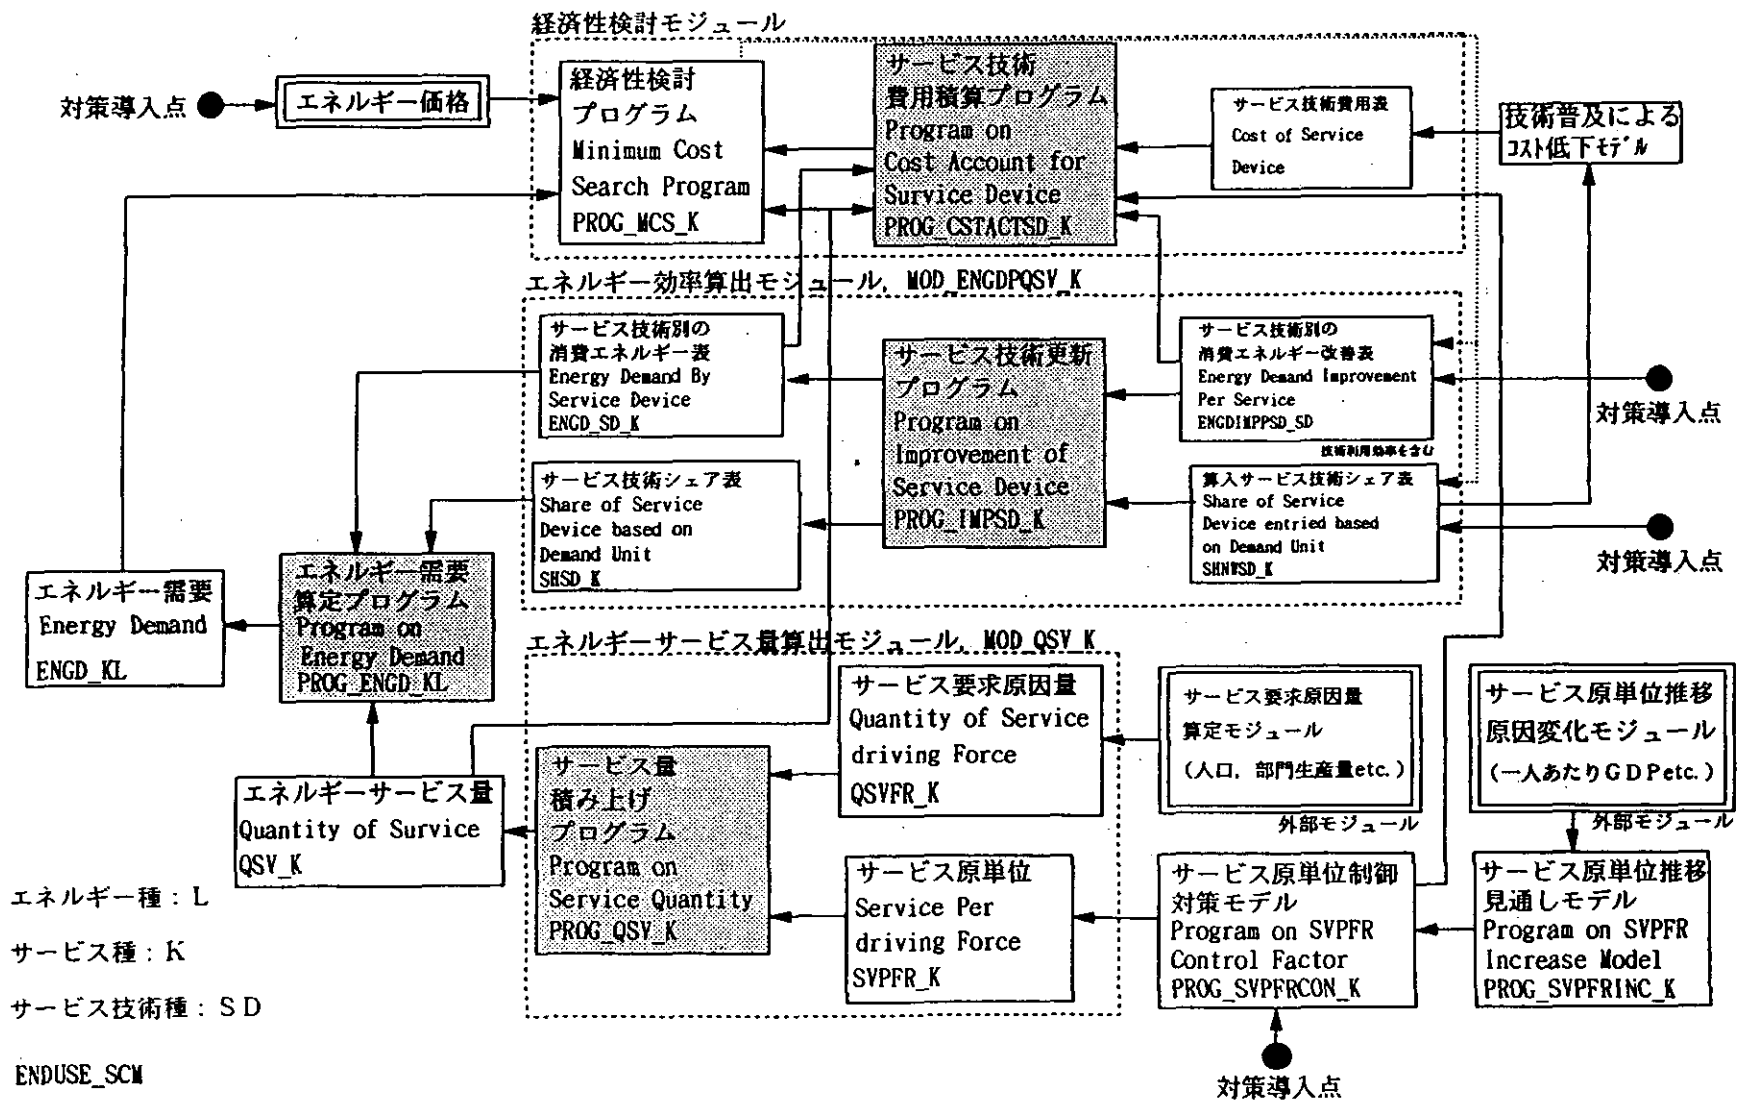 経済性検討モジュール
対策導入点
エネルギー価格
経済性検討
プログラム
Minimum Cost
Search Program
PROG_MCS_K
サービス技術
費用積算プログラム
Program on
Cost Account for
Survice Device
PROG_CSTACTSD_K
サービス技術費用表
Cost of Service
Device
技術普及による
コスト低下モデル
エネルギー効率算出モジュール, MOD_ENGDPQSV_K
サービス技術別の
消費エネルギー表
Energy Demand By
Service Device
ENGD_SD_K
サービス技術シェア表
Share of Service
Device based on
Demand Unit
SHSD_K
サービス技術更新
プログラム
Program on
Improvement of
Service Device
PROG_IMPSD_K
サービス技術別の
消費エネルギー改善表
Energy Demand Improvement
Per Service
ENGDIMPPSD_SD
技術利用効率を含む
算入サービス技術シェア表
Share of Service
Device entried based
on Demand Unit
SHNWSD_K
対策導入点
対策導入点
エネルギー需要
Energy Demand
ENGD_KL
エネルギー需要
算定プログラム
Program on
Energy Demand
PROG_ENGD_KL
エネルギーサービス量
Quantity of Survice
QSV_K
エネルギーサービス量算出モジュール, MOD_QSV_K
サービス量
積み上げ
プログラム
Program on
Service Quantity
PROG_QSV_K
サービス要求原因量
Quantity of Service
driving Force
QSVFR_K
サービス原単位
Service Per
driving Force
SVPFR_K
サービス要求原因量
算定モジュール
(人口, 部門生産量etc.)
外部モジュール
サービス原単位推移
原因変化モジュール
(一人あたりGDPetc.)
外部モジュール
サービス原単位制御
対策モデル
Program on SVPFR
Control Factor
PROG_SVPFRCON_K
サービス原単位推移
見通しモデル
Program on SVPFR
Increase Model
PROG_SVPFRINC_K
対策導入点
エネルギー種：L
サービス種：K
サービス技術種：SD
ENDUSE_SCM